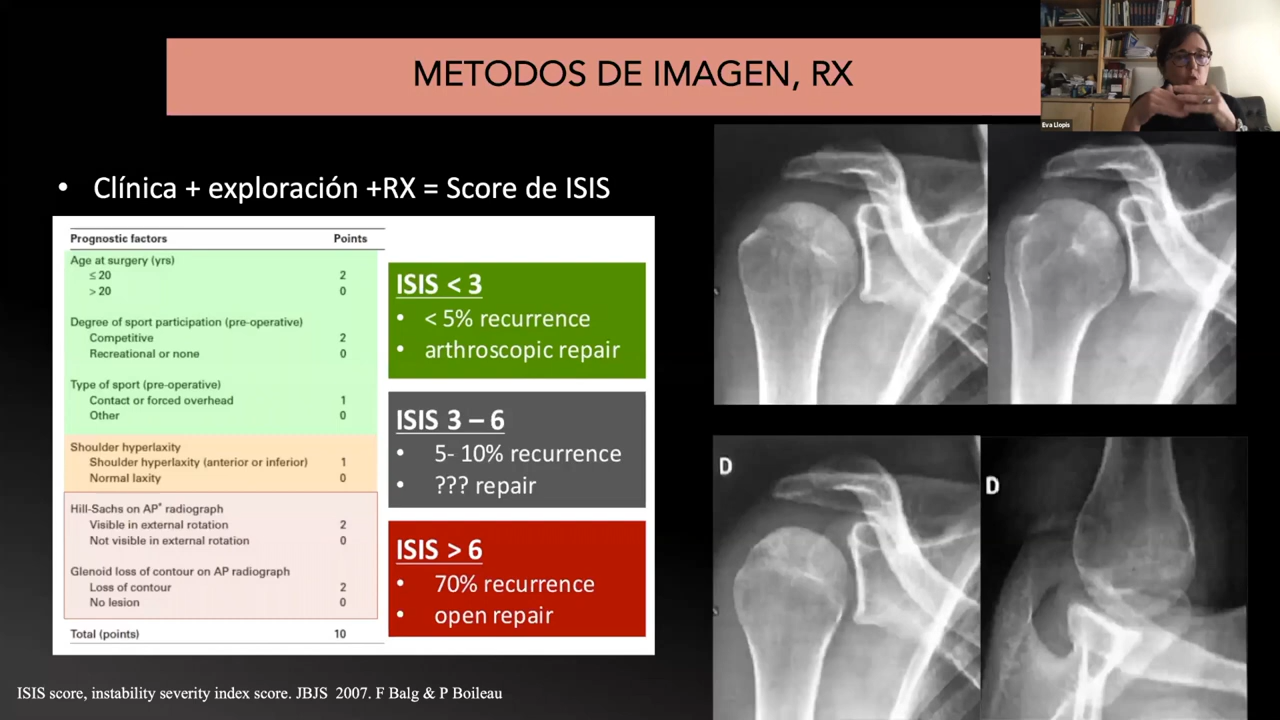 METODOS DE IMAGEN, RX
Eva Llopis
• Clínica + exploración +RX = Score de ISIS
Prognostic factors Points
Age at surgery (yrs)
≤ 20 2
> 20 0
Degree of sport participation (pre-operative)
Competitive 2
Recreational or none 0
Type of sport (pre-operative)
Contact or forced overhead 1
Other 0
Shoulder hyperlaxity
Shoulder hyperlaxity (anterior or inferior) 1
Normal laxity 0
Hill-Sachs on AP* radiograph
Visible in external rotation 2
Not visible in external rotation 0
Glenoid loss of contour on AP radiograph
Loss of contour 2
No lesion 0
Total (points) 10
ISIS < 3
• < 5% recurrence
• arthroscopic repair
ISIS 3 – 6
• 5- 10% recurrence
• ??? repair
ISIS > 6
• 70% recurrence
• open repair
D
D
ISIS score, instability severity index score. JBJS 2007. F Balg & P Boileau